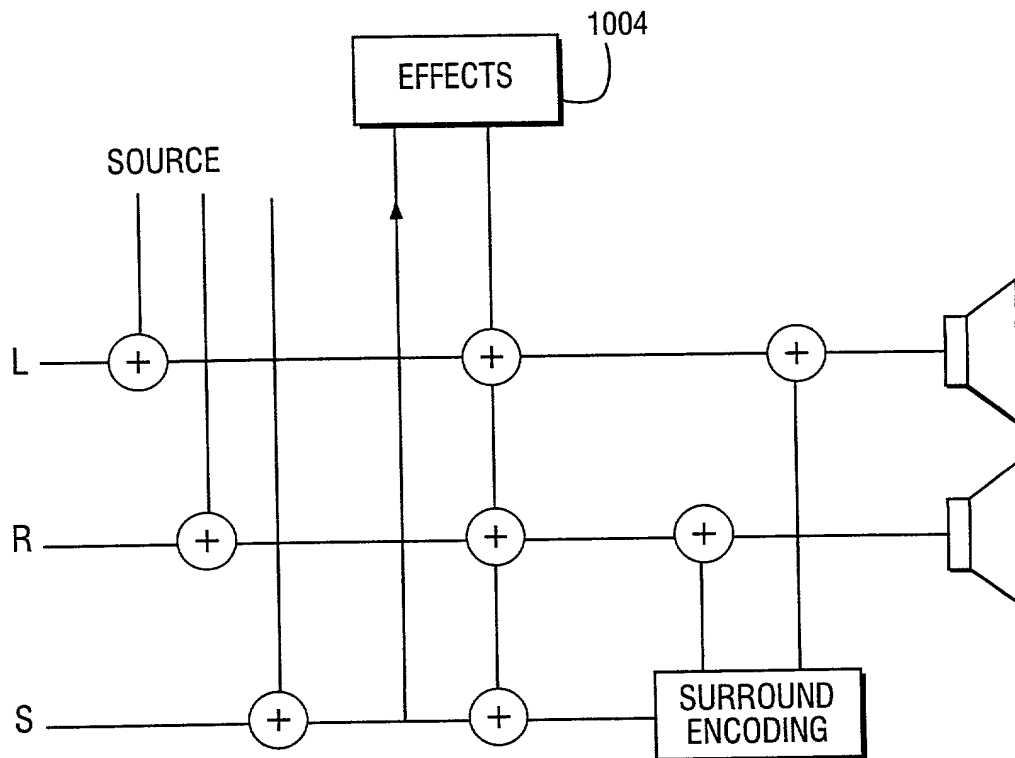 1004
EFFECTS
SOURCE
L
+
+
+
R
+
+
+
S
+
+
SURROUND
ENCODING